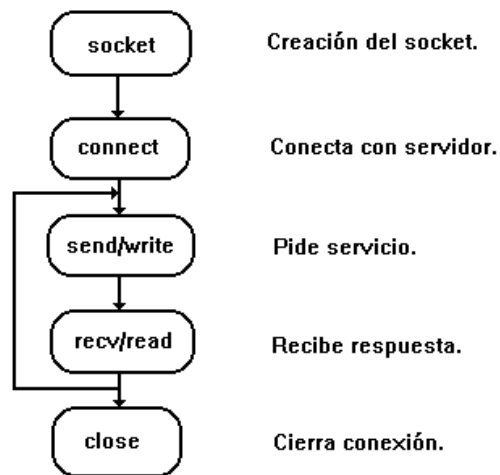 socket Creación del socket.
connect Conecta con servidor.
send/write Pide servicio.
recv/read Recibe respuesta.
close Cierra conexión.